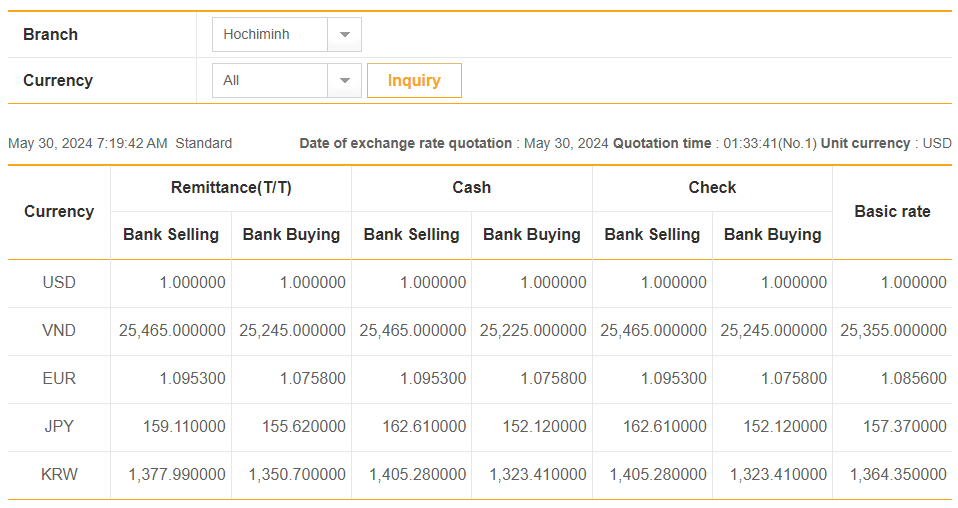 Branch Hochiminh
Currency All Inquiry
May 30, 2024 7:19:42 AM Standard Date of exchange rate quotation : May 30, 2024 Quotation time : 01:33:41(No.1) Unit currency : USD
Currency Remittance(T/T) Cash Check Basic rate
Bank Selling Bank Buying Bank Selling Bank Buying Bank Selling Bank Buying
USD 1.000000 1.000000 1.000000 1.000000 1.000000 1.000000 1.000000
VND 25,465.000000 25,245.000000 25,465.000000 25,225.000000 25,465.000000 25,245.000000 25,355.000000
EUR 1.095300 1.075800 1.095300 1.075800 1.095300 1.075800 1.085600
JPY 159.110000 155.620000 162.610000 152.120000 162.610000 152.120000 157.370000
KRW 1,377.990000 1,350.700000 1,405.280000 1,323.410000 1,405.280000 1,323.410000 1,364.350000